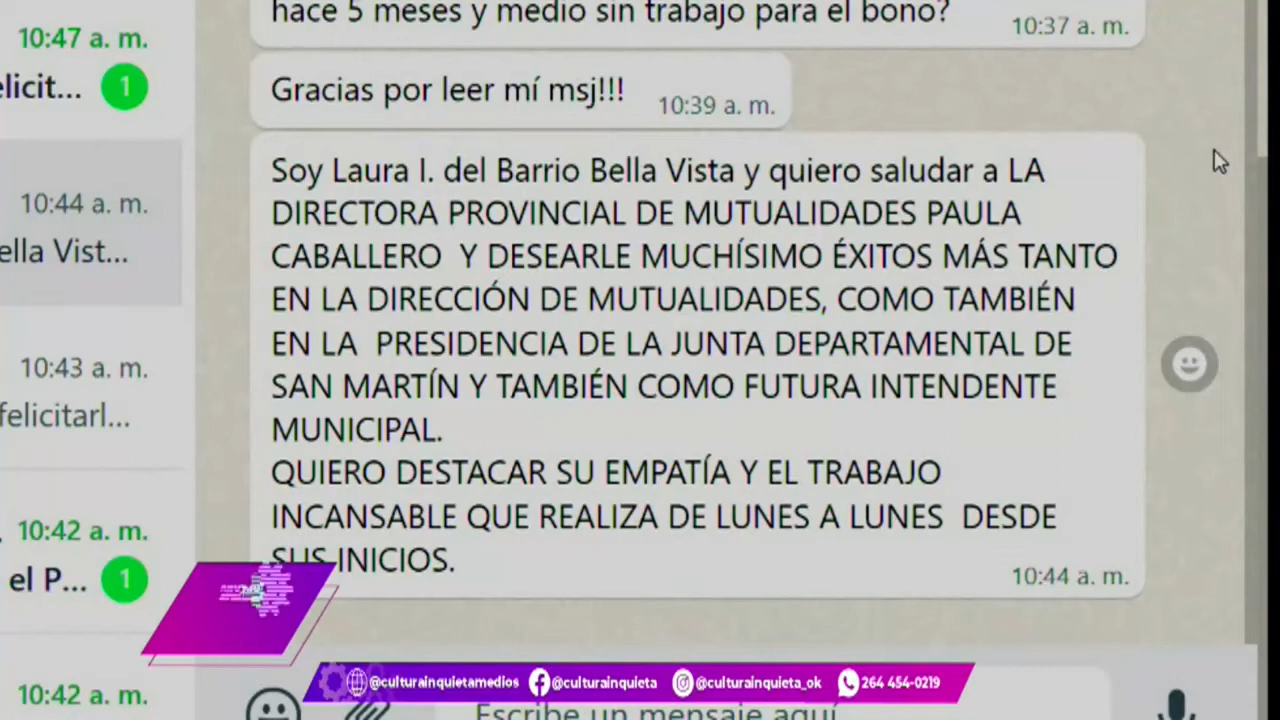 hace 5 meses y medio sin trabajo para el bono?
10:37 a. m.
10:47 a. m.
elicit...
1
Gracias por leer mí msj!!!
10:39 a. m.
Soy Laura I. del Barrio Bella Vista y quiero saludar a LA
DIRECTORA PROVINCIAL DE MUTUALIDADES PAULA
CABALLERO Y DESEARLE MUCHÍSIMO ÉXITOS MÁS TANTO
EN LA DIRECCIÓN DE MUTUALIDADES, COMO TAMBIÉN
EN LA PRESIDENCIA DE LA JUNTA DEPARTAMENTAL DE
SAN MARTÍN Y TAMBIÉN COMO FUTURA INTENDENTE
MUNICIPAL.
QUIERO DESTACAR SU EMPATÍA Y EL TRABAJO
INCANSABLE QUE REALIZA DE LUNES A LUNES DESDE
SUS INICIOS.
10:44 a. m.
10:44 a. m.
ella Vist...
10:43 a. m.
felicitarl...
10:42 a. m.
el P...
1
10:42 a. m.
@culturainquietamedios
@culturainquieta
@culturainquieta_ok
264 454-0219
Escribe un mensaje aquí